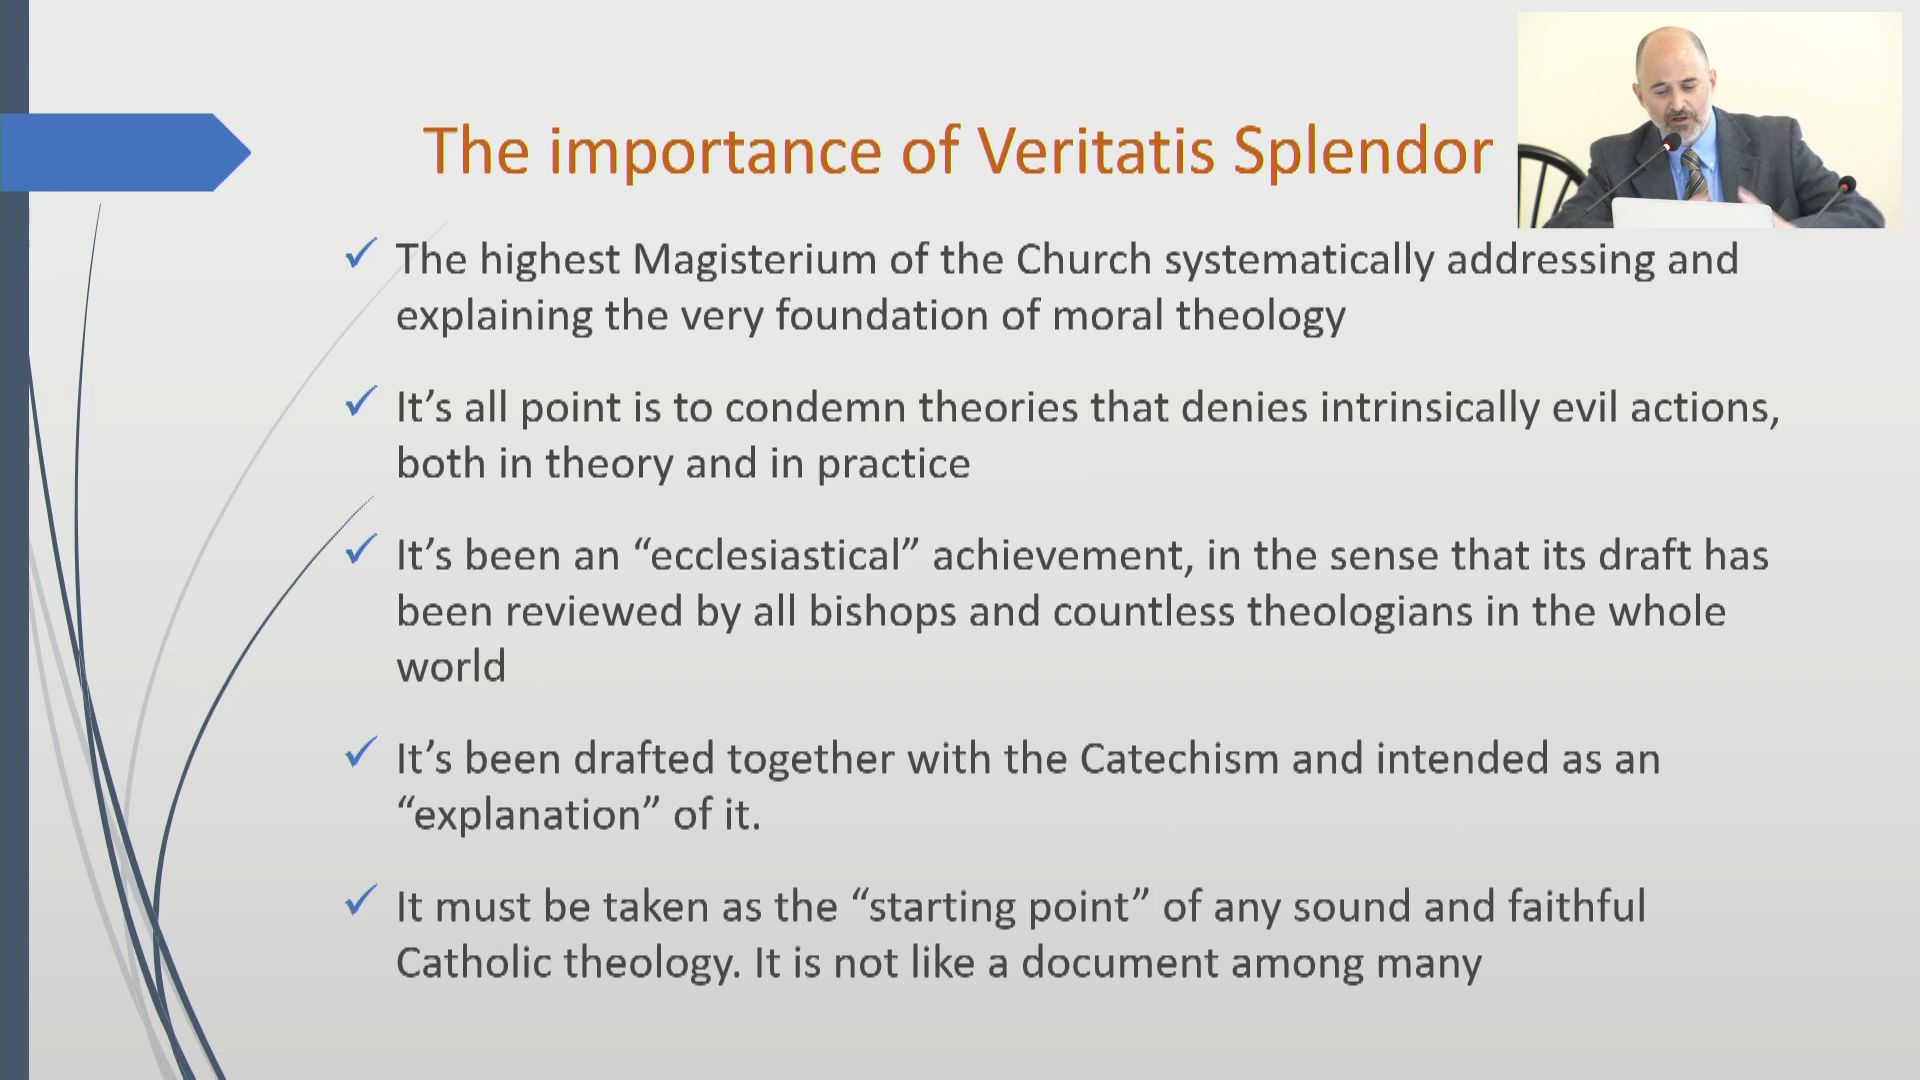 The importance of Veritatis Splendor
The highest Magisterium of the Church systematically addressing and
explaining the very foundation of moral theology
It’s all point is to condemn theories that denies intrinsically evil actions,
both in theory and in practice
It’s been an “ecclesiastical” achievement, in the sense that its draft has
been reviewed by all bishops and countless theologians in the whole
world
It’s been drafted together with the Catechism and intended as an
“explanation” of it.
It must be taken as the “starting point” of any sound and faithful
Catholic theology. It is not like a document among many